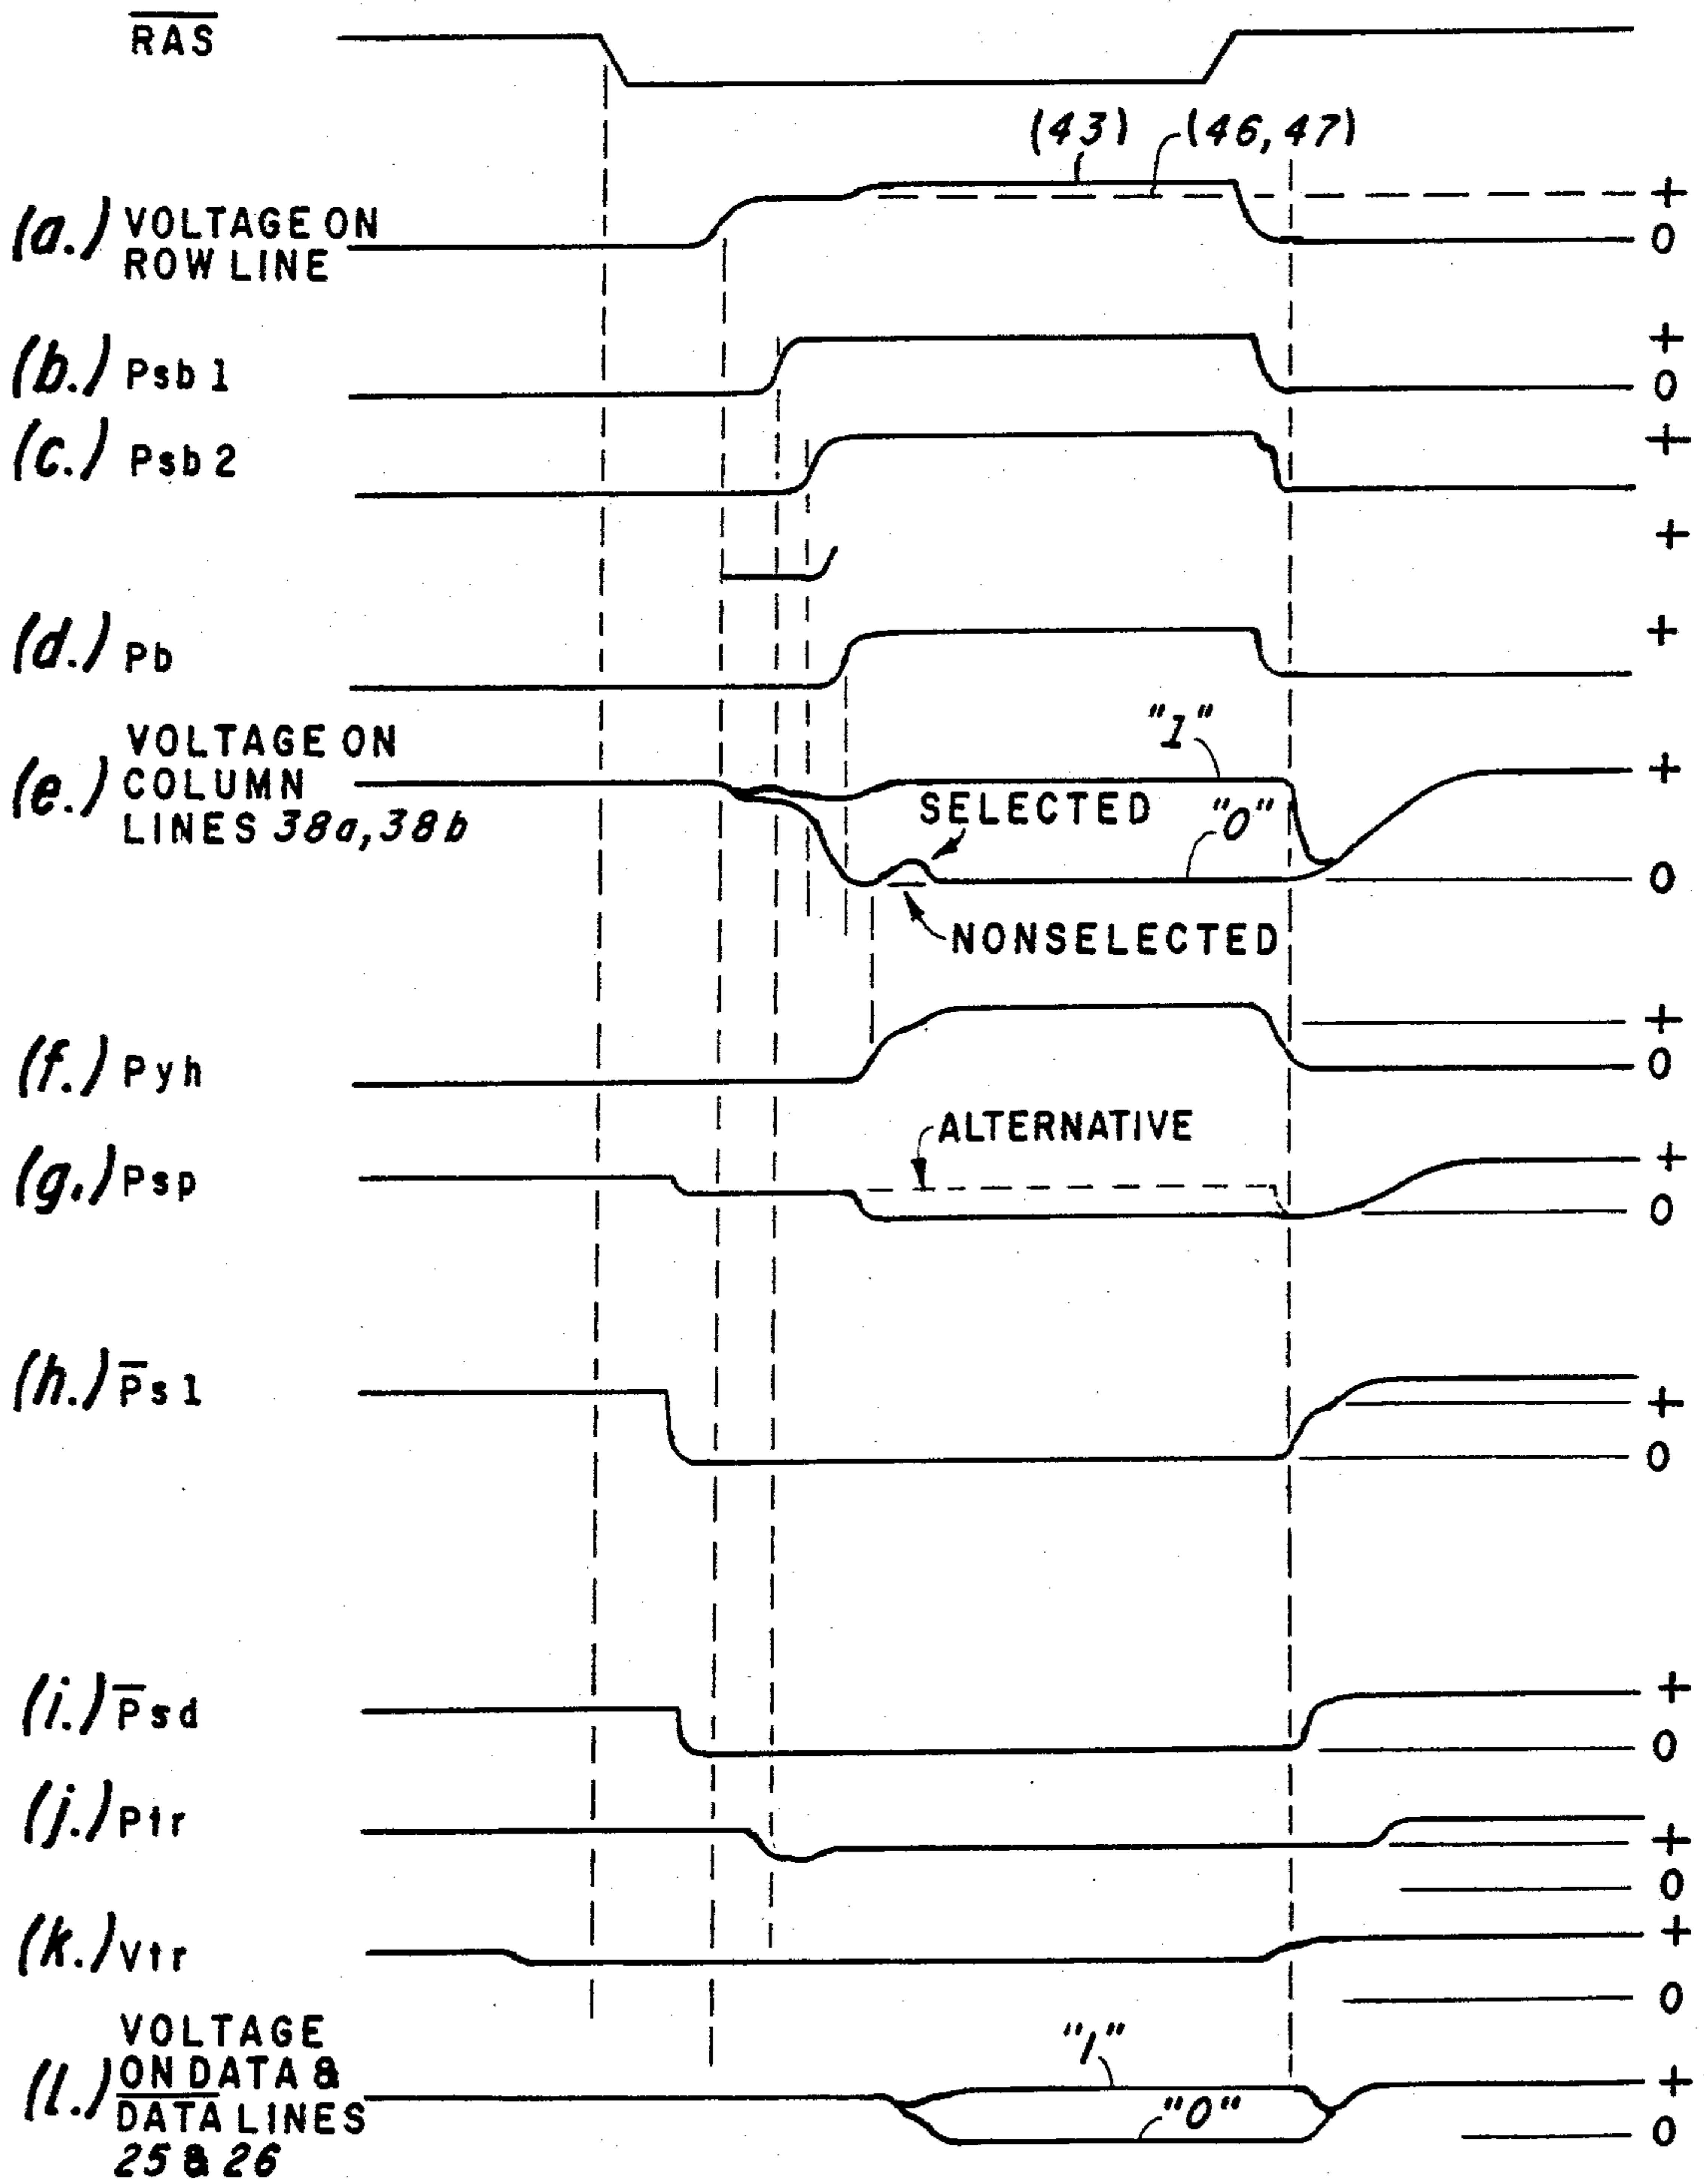 RAS
(43) (46, 47)
+
(a.) VOLTAGE ON
ROW LINE
0
+
(b.) Psb 1
0
(c.) Psb 2
+
+
(d.) Pb
+
VOLTAGE ON
(e.) COLUMN
LINES 38a, 38b
"1"
+
SELECTED
"0"
0
NONSELECTED
+
(f.) Pyh
0
ALTERNATIVE
(g.) Psp
+
0
(h.) P̅s1
+
0
(i.) P̅sd
+
0
(j.) Ptr
+
0
(k.) Vtr
+
0
VOLTAGE
ON DATA &
(l.) DATA LINES
25 & 26
"1"
+
"0"
0